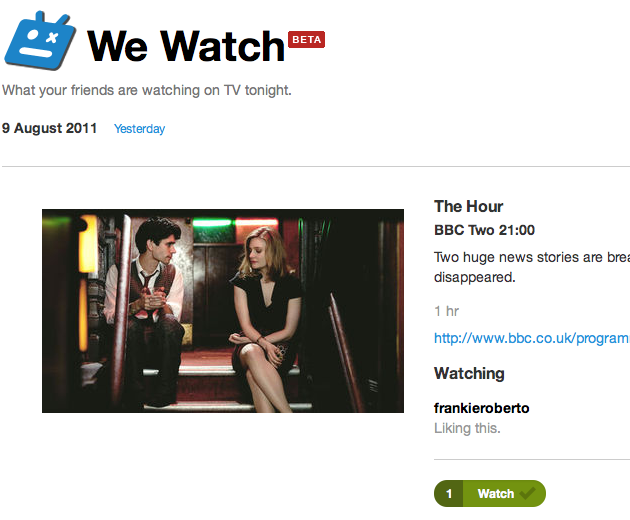 We Watch BETA
What your friends are watching on TV tonight.
9 August 2011 Yesterday
The Hour
BBC Two 21:00
Two huge news stories are brea
disappeared.
1 hr
http://www.bbc.co.uk/program
Watching
frankieroberto
Liking this.
1 Watch